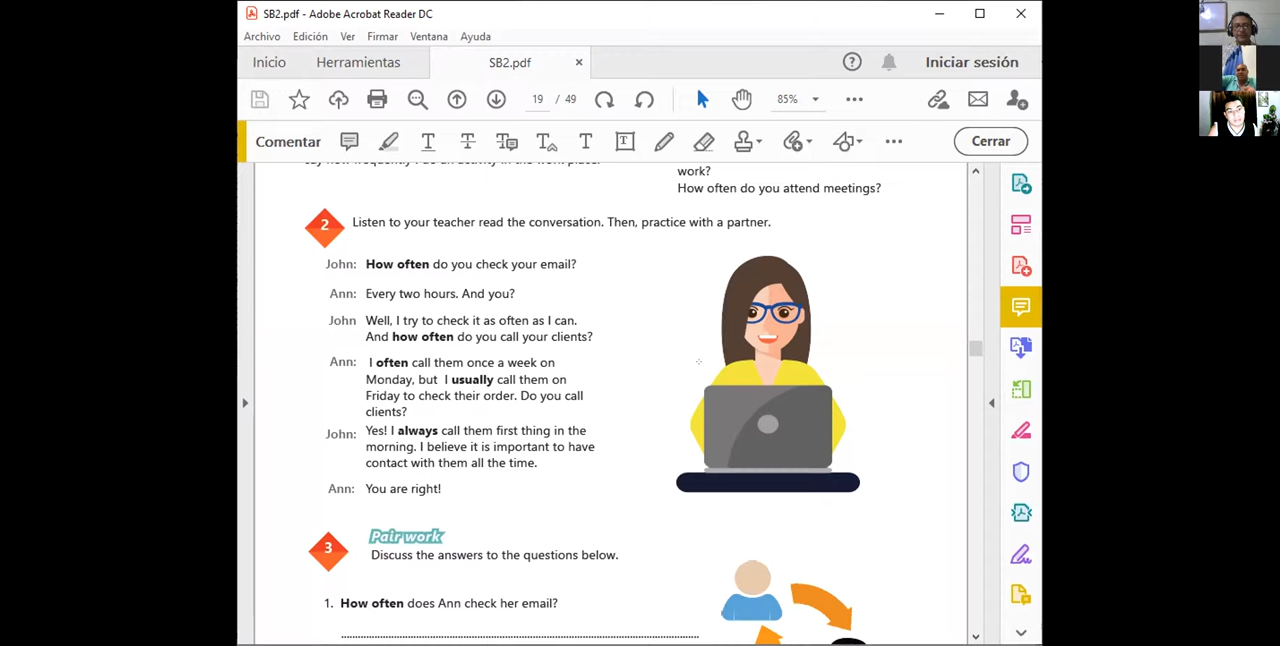 SB2.pdf - Adobe Acrobat Reader DC
Archivo Edición Ver Firmar Ventana Ayuda
Inicio Herramientas SB2.pdf × ? Iniciar sesión
19 / 49 85%
Comentar Cerrar
work?
How often do you attend meetings?
2 Listen to your teacher read the conversation. Then, practice with a partner.
John: How often do you check your email?
Ann: Every two hours. And you?
John Well, I try to check it as often as I can.
And how often do you call your clients?
Ann: I often call them once a week on
Monday, but I usually call them on
Friday to check their order. Do you call
clients?
John: Yes! I always call them first thing in the
morning. I believe it is important to have
contact with them all the time.
Ann: You are right!
3 Pair work
Discuss the answers to the questions below.
1. How often does Ann check her email?